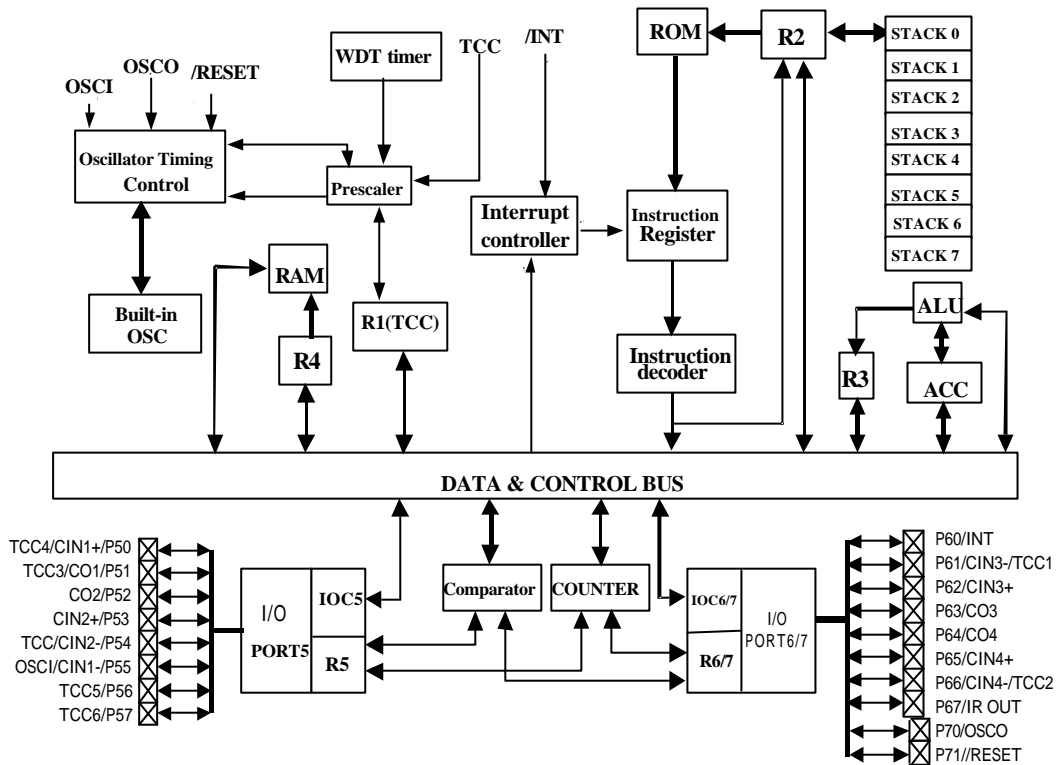 OSCI
OSCO
/RESET
WDT timer
TCC
/INT
ROM
R2
STACK 0
STACK 1
STACK 2
STACK 3
STACK 4
STACK 5
STACK 6
STACK 7
Oscillator Timing
Control
Prescaler
Interrupt
controller
Instruction
Register
Built-in
OSC
RAM
R4
R1(TCC)
Instruction
decoder
ALU
R3
ACC
DATA & CONTROL BUS
TCC4/CIN1+/P50
TCC3/CO1/P51
CO2/P52
CIN2+/P53
TCC/CIN2-/P54
OSCI/CIN1-/P55
TCC5/P56
TCC6/P57
I/O
PORT5
IOC5
R5
Comparator
COUNTER
IOC6/7
R6/7
I/O
PORT6/7
P60/INT
P61/CIN3-/TCC1
P62/CIN3+
P63/CO3
P64/CO4
P65/CIN4+
P66/CIN4-/TCC2
P67/IR OUT
P70/OSCO
P71//RESET